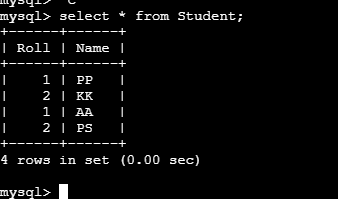 mysql> ^C
mysql> select * from Student;
+------+------+
| Roll | Name |
+------+------+
|    1 | PP   |
|    2 | KK   |
|    1 | AA   |
|    2 | PS   |
+------+------+
4 rows in set (0.00 sec)
mysql>